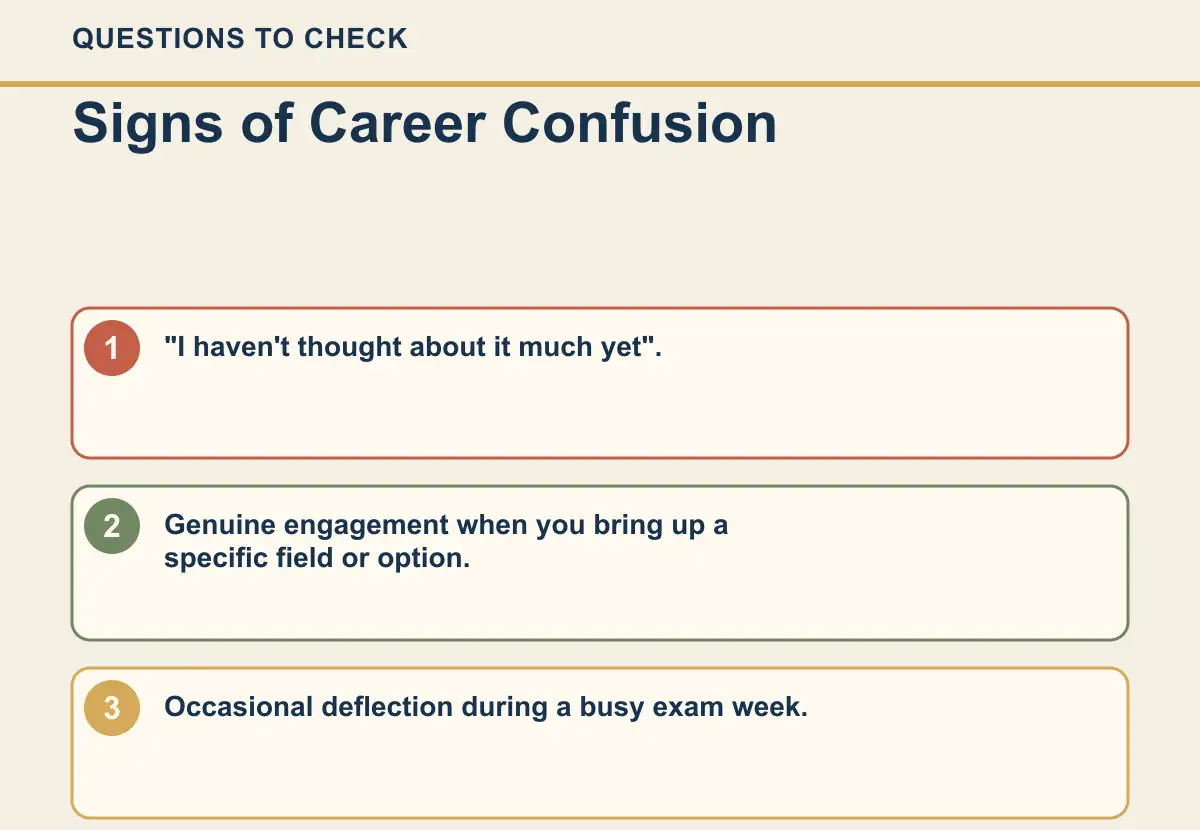 QUESTIONS TO CHECK
Signs of Career Confusion
1
"I haven't thought about it much yet".
2
Genuine engagement when you bring up a
specific field or option.
3
Occasional deflection during a busy exam week.